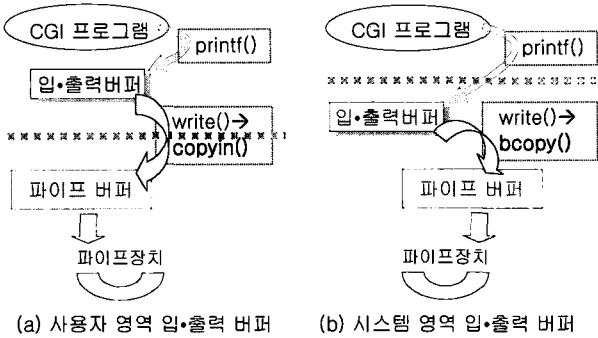 CGI 프로그램
printf()
입•출력버퍼
write()→
copyin()
파이프 버퍼
파이프장치
(a) 사용자 영역 입•출력 버퍼
CGI 프로그램
printf()
입•출력버퍼
write()→
bcopy()
파이프 버퍼
파이프장치
(b) 시스템 영역 입•출력 버퍼